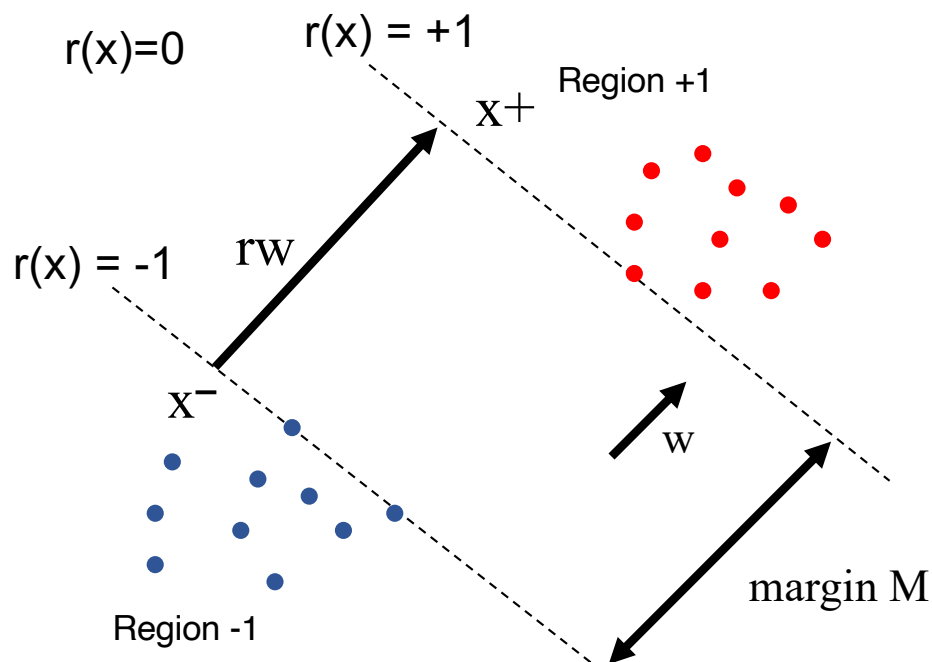 r(x)=0
r(x) = +1
Region +1
x+
rw
r(x) = -1
x−
w
margin M
Region -1